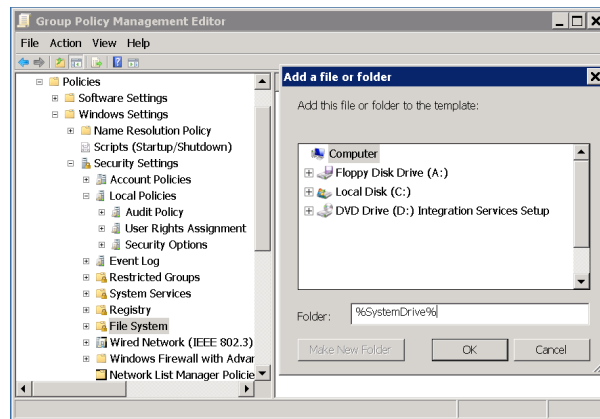 Group Policy Management Editor
File Action View Help
Policies
Software Settings
Windows Settings
Name Resolution Policy
Scripts (Startup/Shutdown)
Security Settings
Account Policies
Local Policies
Audit Policy
User Rights Assignment
Security Options
Event Log
Restricted Groups
System Services
Registry
File System
Wired Network (IEEE 802.3)
Windows Firewall with Advar
Network List Manager Policie
Add a file or folder
Add this file or folder to the template:
Computer
Floppy Disk Drive (A:)
Local Disk (C:)
DVD Drive (D:) Integration Services Setup
Folder: %SystemDrive%
Make New Folder OK Cancel